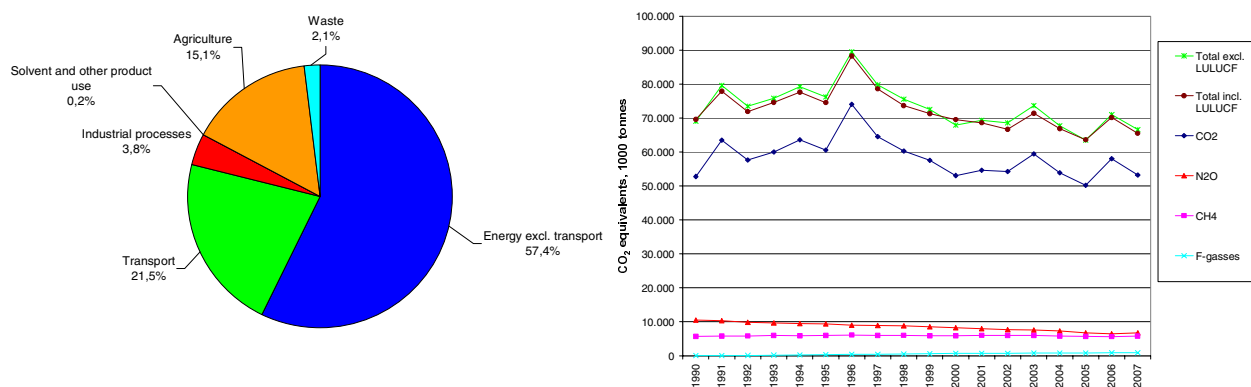 Waste
2,1%
Agriculture
15,1%
Solvent and other product
use
0,2%
Industrial processes
3,8%
Transport
21,5%
Energy excl. transport
57,4%
CO2 equivalents, 1000 tonnes
100.000
90.000
80.000
70.000
60.000
50.000
40.000
30.000
20.000
10.000
0
1990
1991
1992
1993
1994
1995
1996
1997
1998
1999
2000
2001
2002
2003
2004
2005
2006
2007
Total excl.
LULUCF
Total incl.
LULUCF
CO2
N2O
CH4
F-gasses